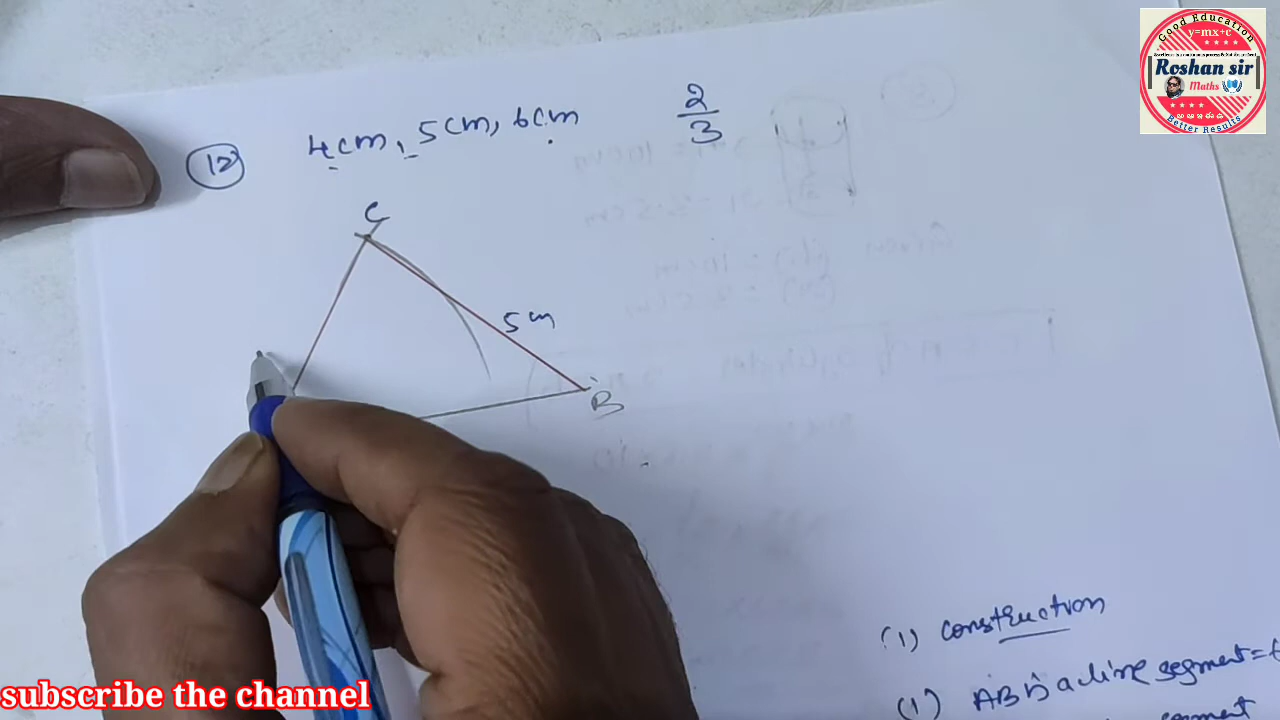 Good Education
y=mx+c
Roshan sir
Maths
Better Results
12 4cm, 5cm, 6cm 2/3
C
5cm
B
(1) construction
(1) AB is a line segment = 6
segment
subscribe the channel